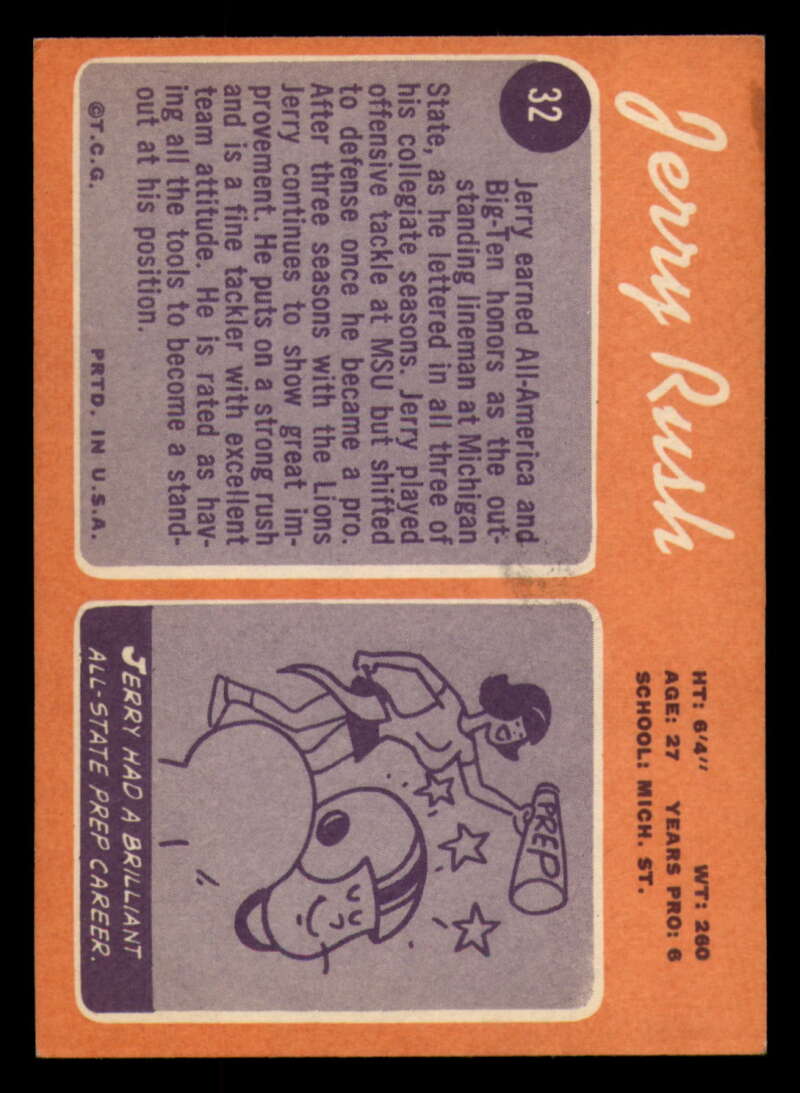 Jerry Rush
HT: 6'4" WT: 260
AGE: 27 YEARS PRO: 6
SCHOOL: MICH. ST.
32
Jerry earned All-America and
Big-Ten honors as the out-
standing lineman at Michigan
State, as he lettered in all three of
his collegiate seasons. Jerry played
offensive tackle at MSU but shifted
to defense once he became a pro.
After three seasons with the Lions
Jerry continues to show great im-
provement. He puts on a strong rush
and is a fine tackler with excellent
team attitude. He is rated as hav-
ing all the tools to become a stand-
out at his position.
©T.C.G. PRTD. IN U.S.A.
PREP
JERRY HAD A BRILLIANT
ALL-STATE PREP CAREER.